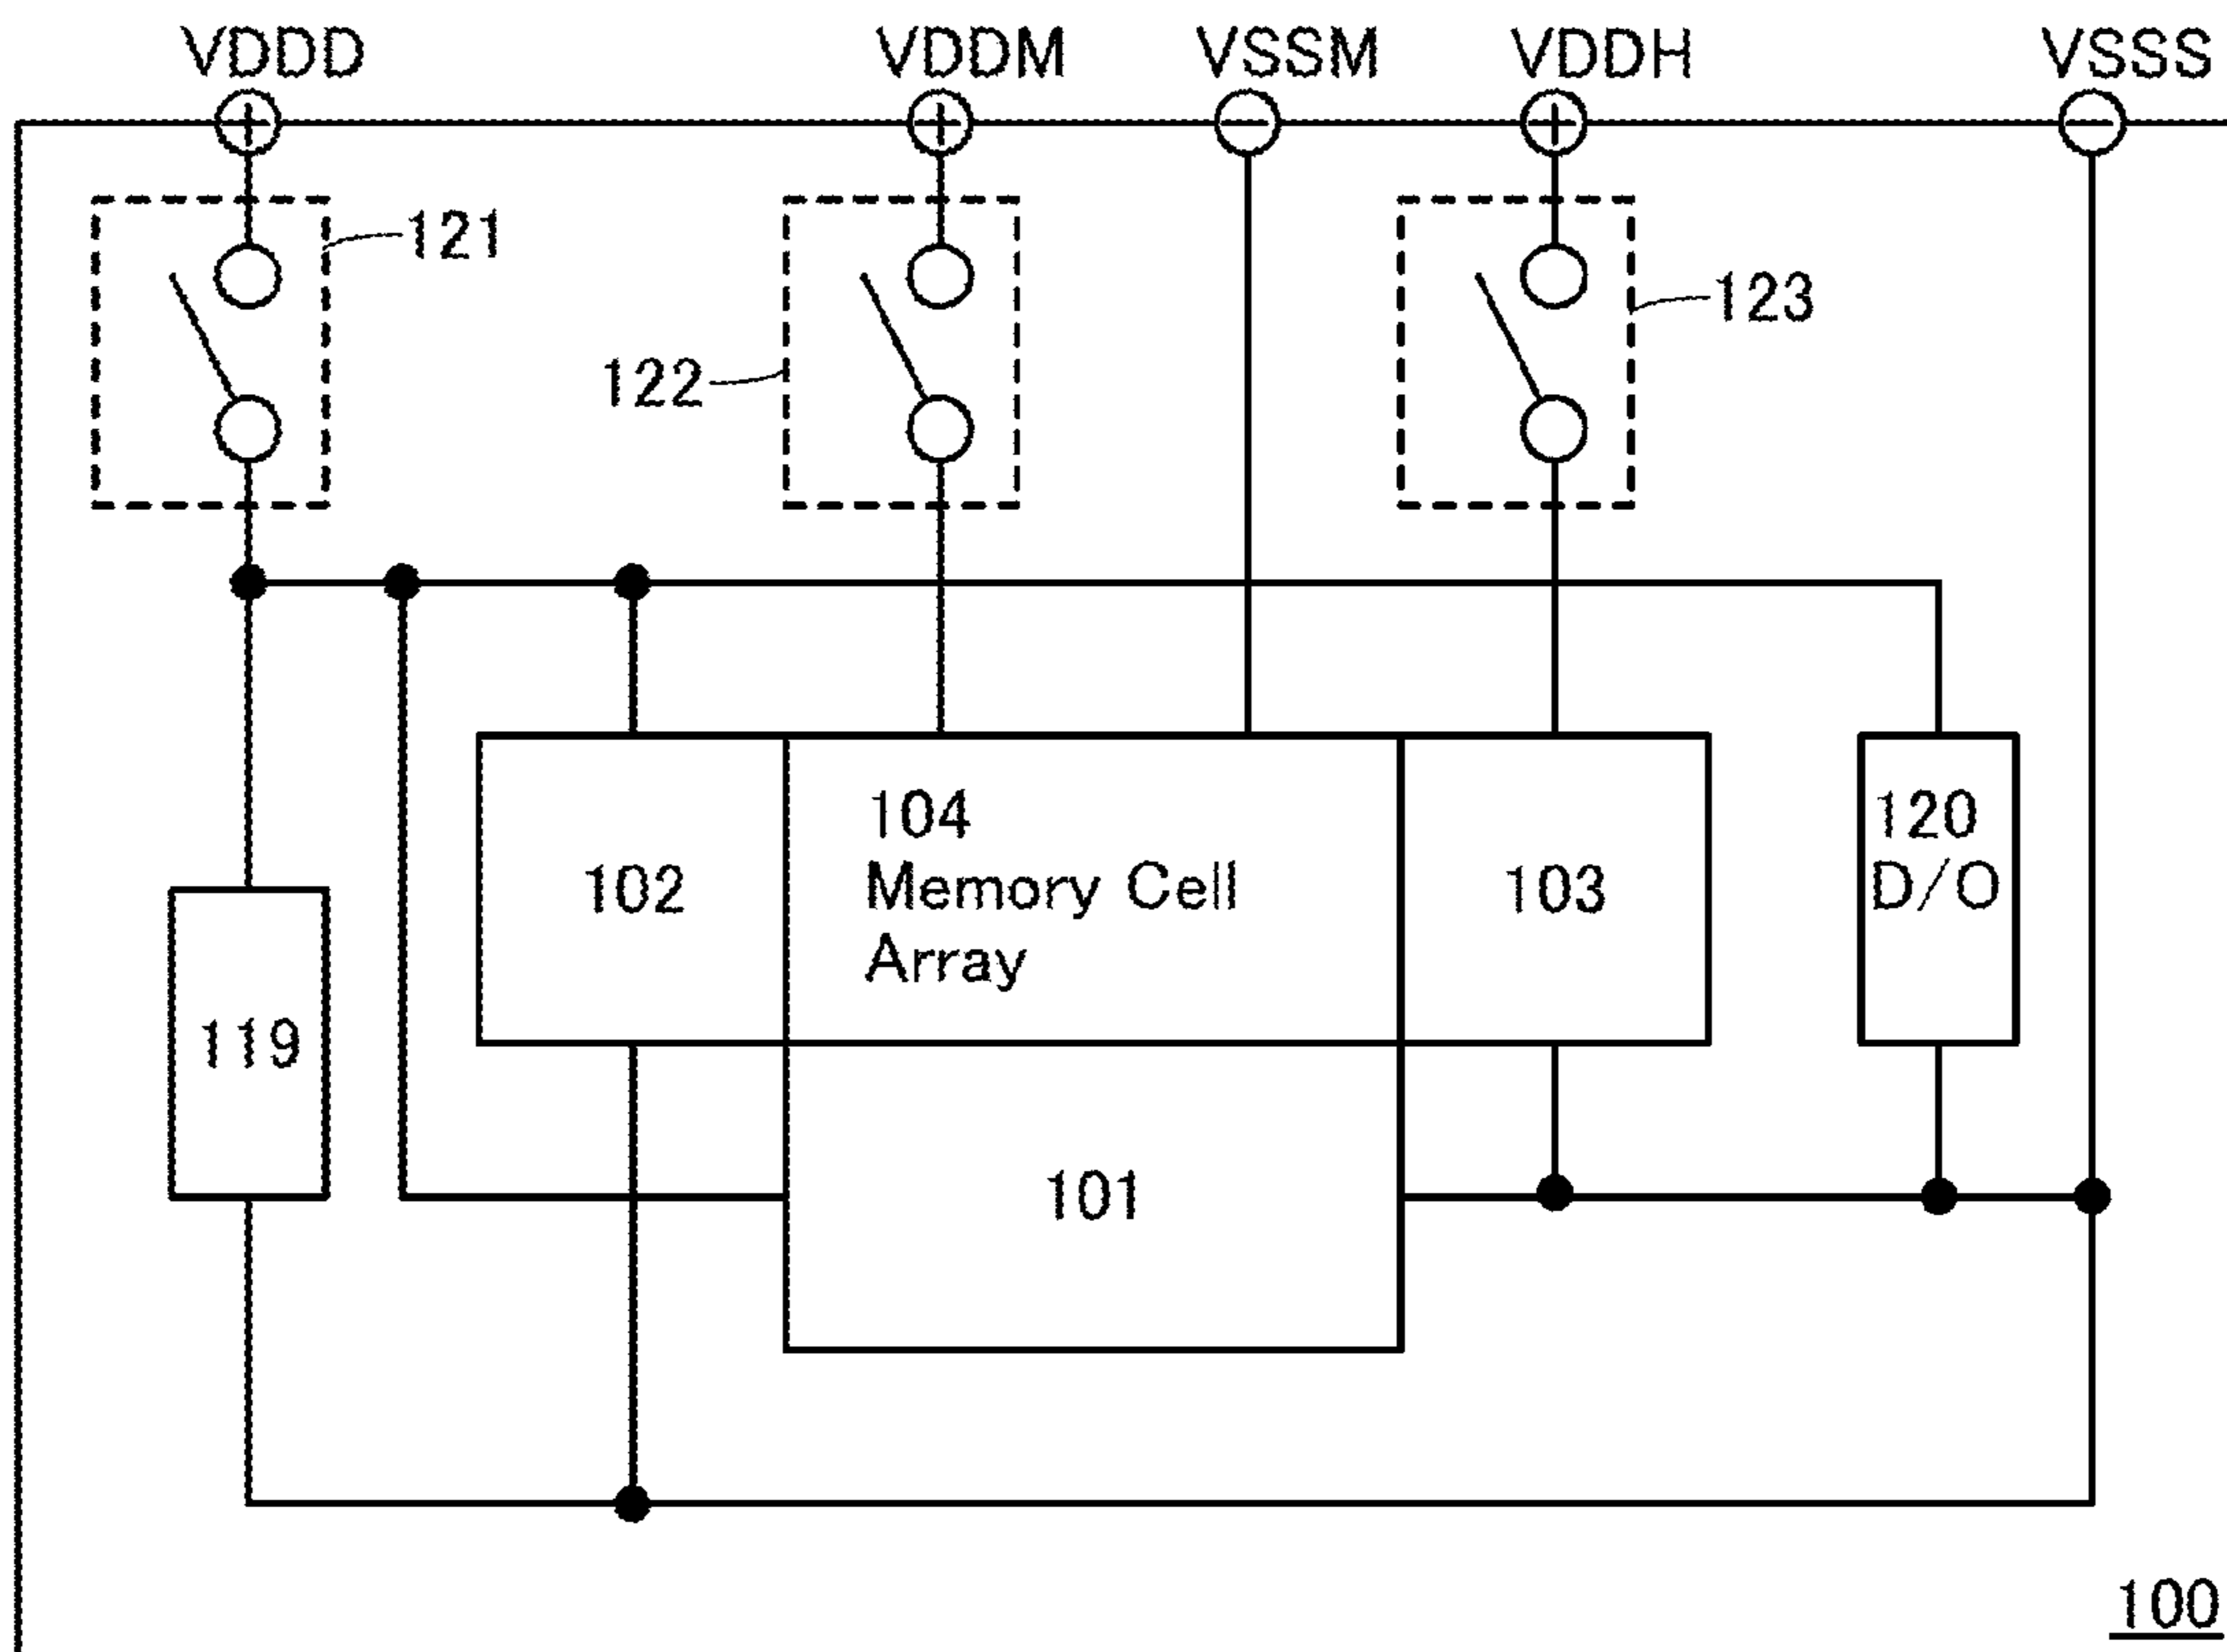 VDDD VDDM VSSM VDDH VSSS
121
123
122
104
Memory Cell
Array
102
103
120
D/O
119
101
100